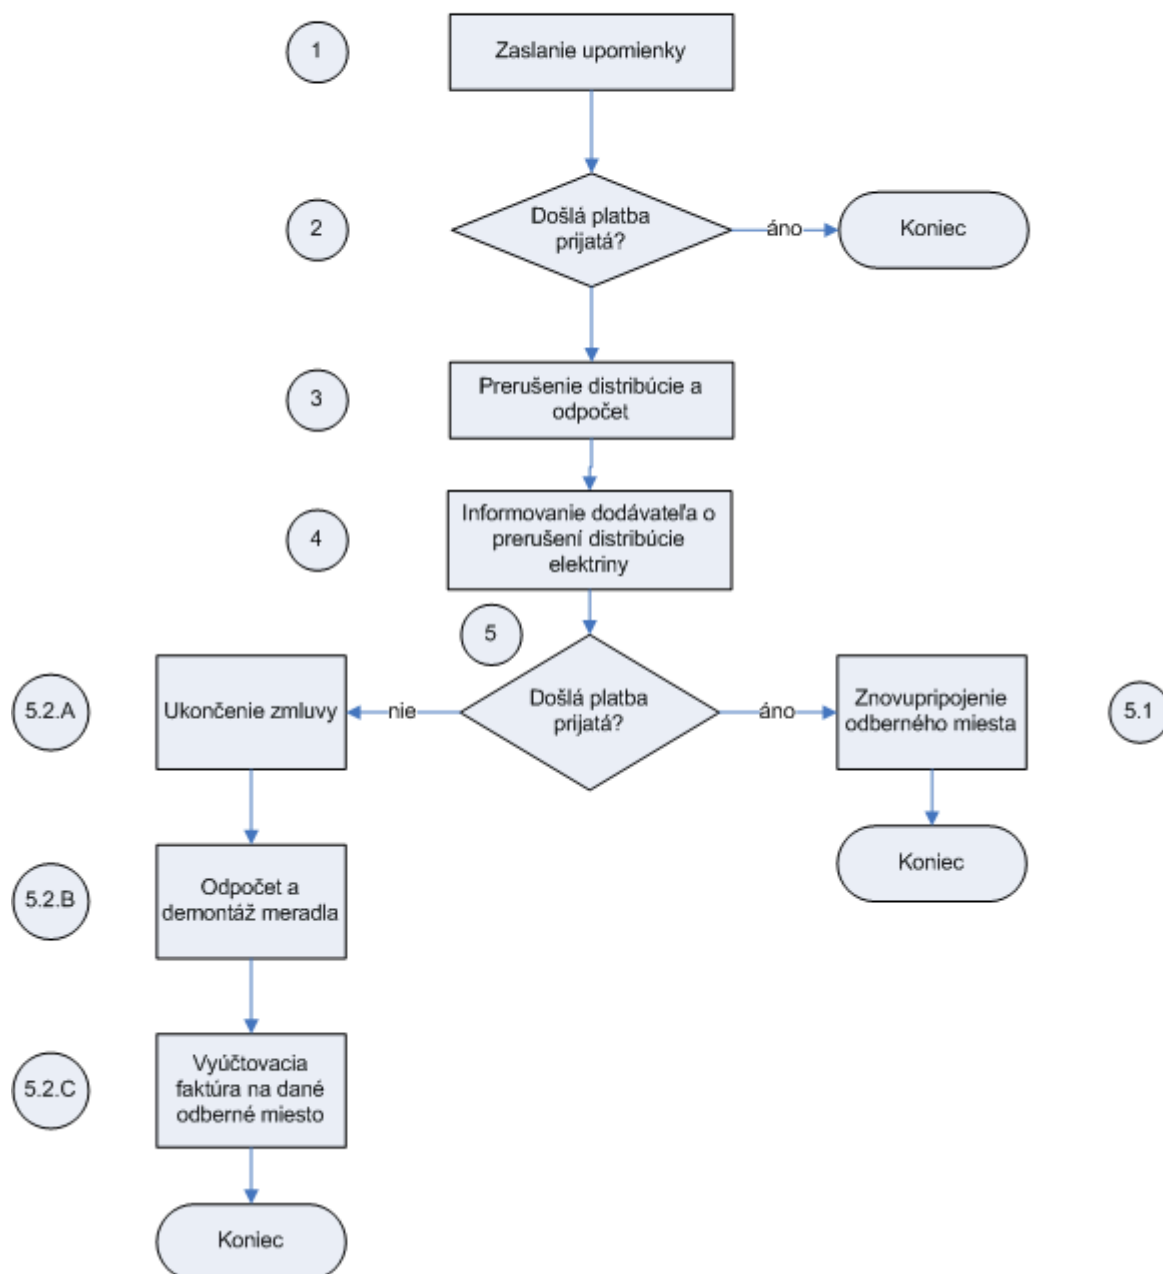 1
Zaslanie upomienky
2
Došlá platba
prijatá?
áno
Koniec
3
Prerušenie distribúcie a
odpočet
4
Informovanie dodávateľa o
prerušení distribúcie
elektriny
5
5.2.A
Ukončenie zmluvy
nie
Došlá platba
prijatá?
áno
Znovupripojenie
odberného miesta
5.1
Koniec
5.2.B
Odpočet a
demontáž meradla
5.2.C
Vyúčtovacia
faktúra na dané
odberné miesto
Koniec